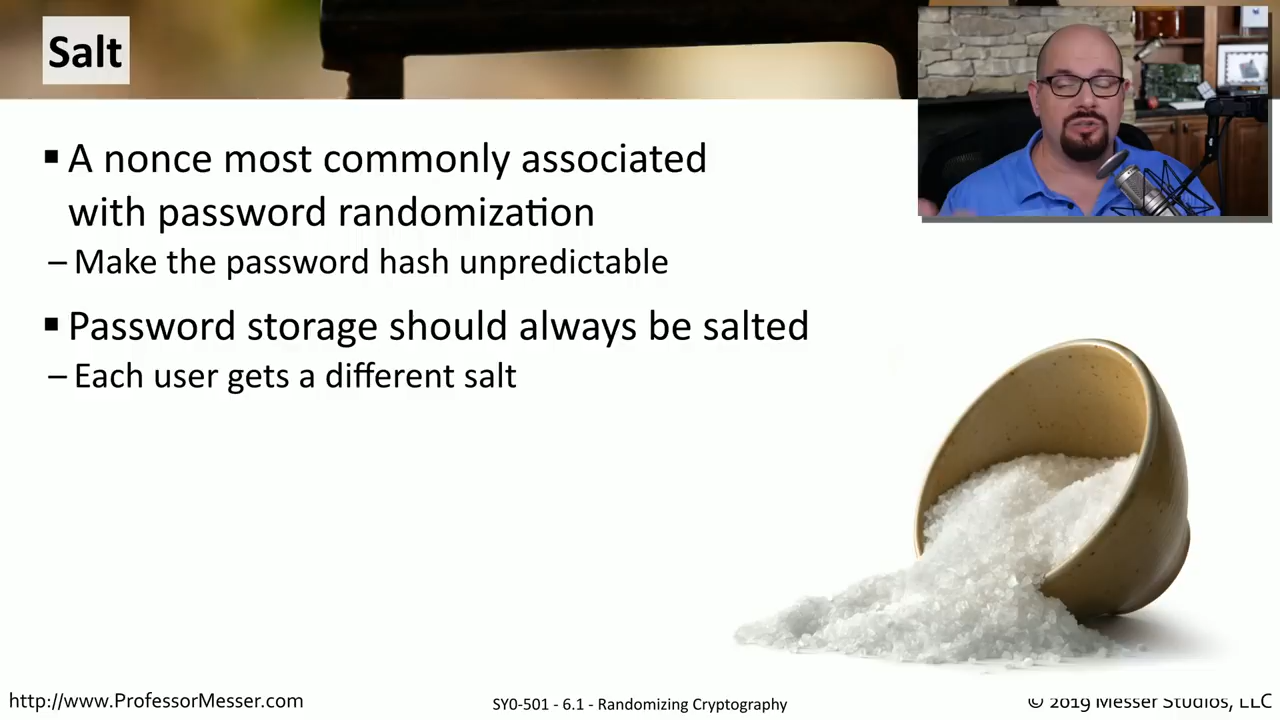 Salt
▪ A nonce most commonly associated
with password randomization
– Make the password hash unpredictable
▪ Password storage should always be salted
– Each user gets a different salt
http://www.ProfessorMesser.com
SY0-501 - 6.1 - Randomizing Cryptography
© 2019 Messer Studios, LLC